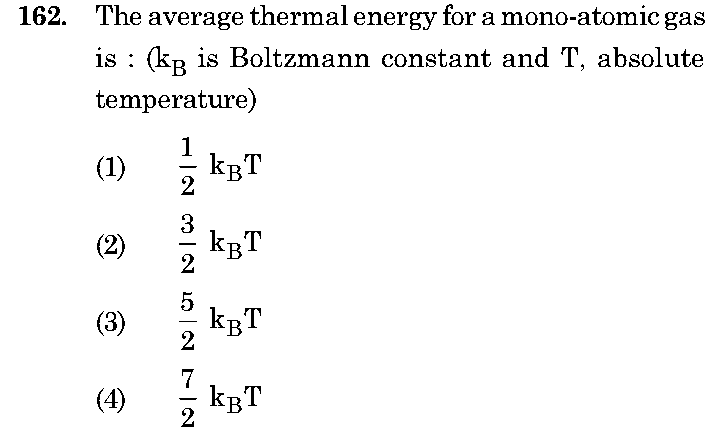 162. The average thermal energy for a mono-atomic gas
is : (k_B is Boltzmann constant and T, absolute
temperature)
(1) 1/2 k_BT
(2) 3/2 k_BT
(3) 5/2 k_BT
(4) 7/2 k_BT